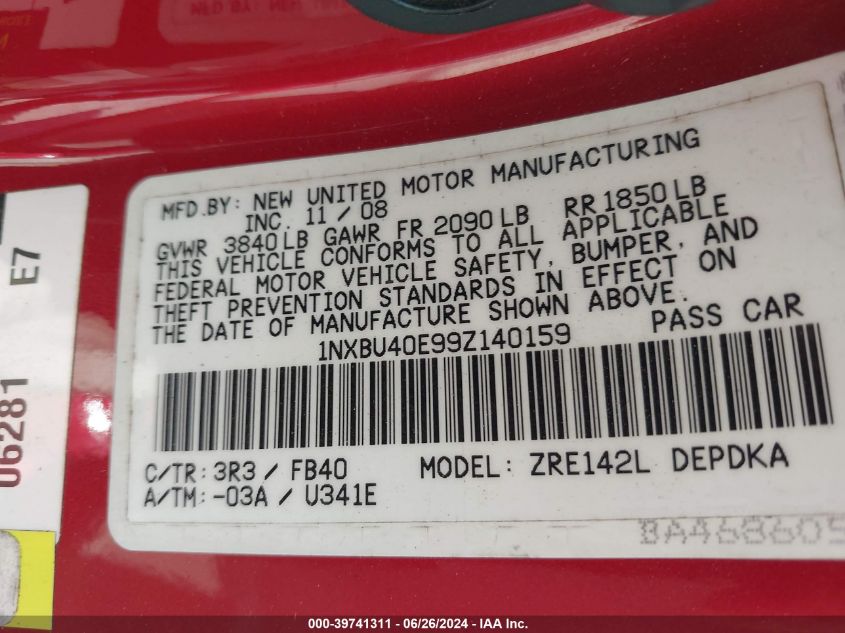 MFD.BY: NEW UNITED MOTOR MANUFACTURING
INC. 11 / 08
GVWR 3840 LB GAWR FR 2090 LB RR 1850 LB
THIS VEHICLE CONFORMS TO ALL APPLICABLE
FEDERAL MOTOR VEHICLE SAFETY, BUMPER, AND
THEFT PREVENTION STANDARDS IN EFFECT ON
THE DATE OF MANUFACTURE SHOWN ABOVE.
1NXBU40E99Z140159 PASS CAR
C/TR: 3R3 / FB40 MODEL: ZRE142L DEPDKA
A/TM: -03A / U341E
BA468605
06281 E7
000-39741311 / 06/26/2024 - IAA Inc.